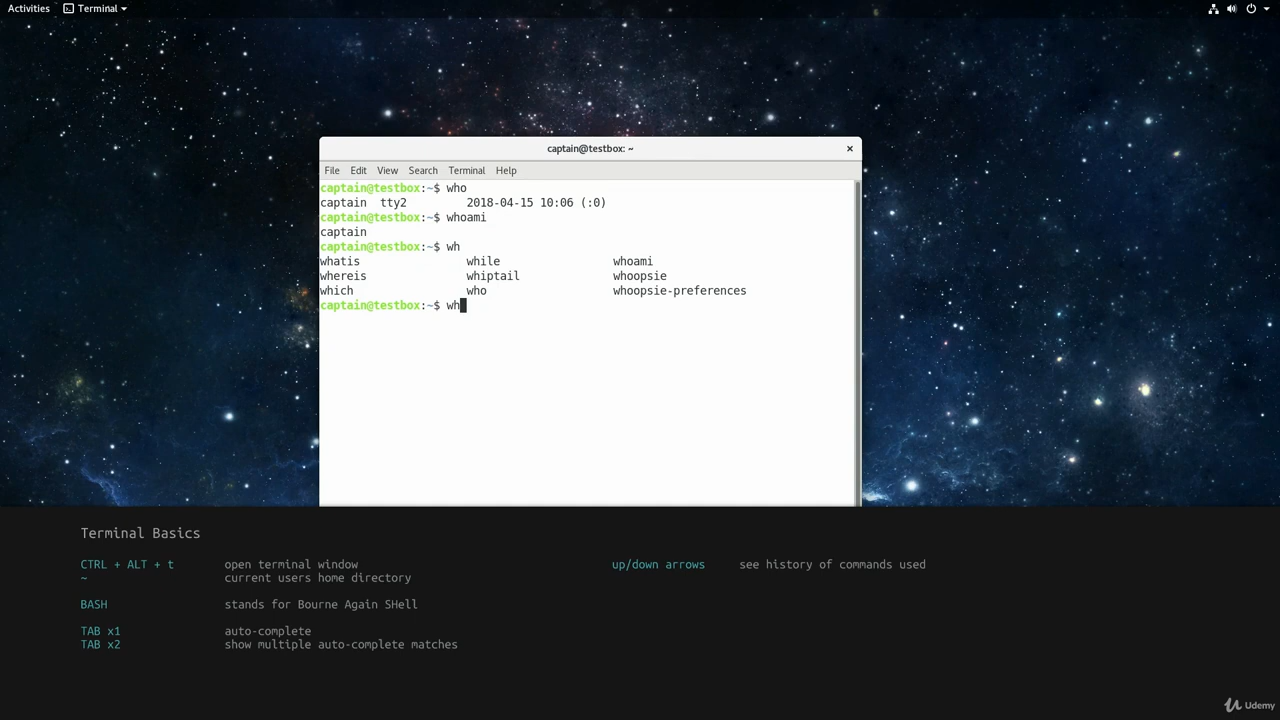 Activities Terminal
captain@testbox: ~ ×
File Edit View Search Terminal Help
captain@testbox:~$ who
captain tty2 2018-04-15 10:06 (:0)
captain@testbox:~$ whoami
captain
captain@testbox:~$ wh
whatis while whoami
whereis whiptail whoopsie
which who whoopsie-preferences
captain@testbox:~$ wh
Terminal Basics
CTRL + ALT + t open terminal window up/down arrows see history of commands used
~ current users home directory
BASH stands for Bourne Again SHell
TAB x1 auto-complete
TAB x2 show multiple auto-complete matches
Udemy